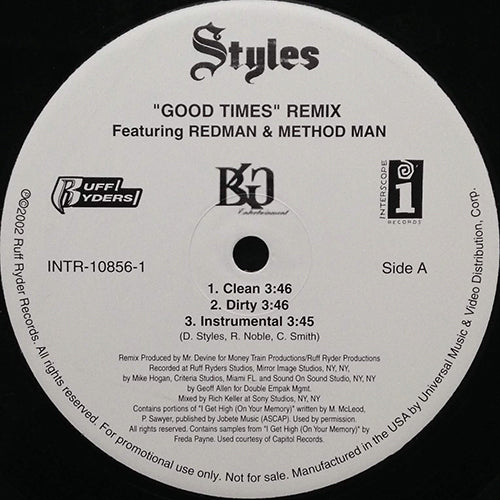 Styles
"GOOD TIMES" REMIX
Featuring REDMAN & METHOD MAN
RUFF
RYDERS
Entertainment
INTERSCOPE
RECORDS
INTR-10856-1
Side A
1. Clean 3:46
2. Dirty 3:46
3. Instrumental 3:45
(D. Styles, R. Noble, C. Smith)
Remix Produced by Mr. Devine for Money Train Productions/Ruff Ryder Productions
Recorded at Ruff Ryders Studios, Mirror Image Studios, NY, NY,
by Mike Hogan, Criteria Studios, Miami FL. and Sound On Sound Studio, NY, NY
by Geoff Allen for Double Empak Mgmt.
Mixed by Rich Keller at Sony Studios, NY, NY
Contains portions of "I Get High (On Your Memory)" written by M. McLeod,
P. Sawyer, published by Jobete Music (ASCAP). Used by permission.
All rights reserved. Contains samples from "I Get High (On Your Memory)" by
Freda Payne. Used courtesy of Capitol Records.
℗©2002 Ruff Ryder Records. All rights reserved. For promotional use only. Not for sale. Manufactured in the USA by Universal Music & Video Distribution, Corp.